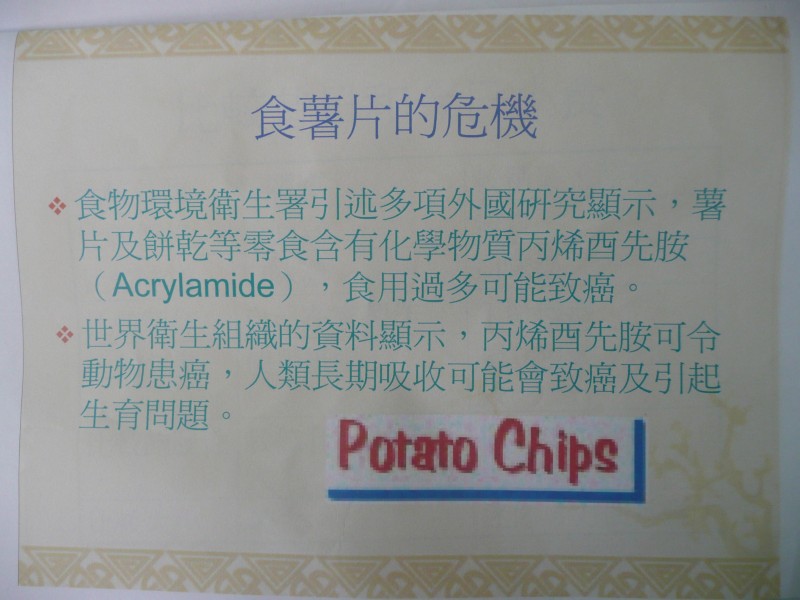 食薯片的危機
❖ 食物環境衛生署引述多項外國研究顯示，薯
片及餅乾等零食含有化學物質丙烯酉先胺
（Acrylamide），食用過多可能致癌。
❖ 世界衛生組織的資料顯示，丙烯酉先胺可令
動物患癌，人類長期吸收可能會致癌及引起
生育問題。
Potato Chips